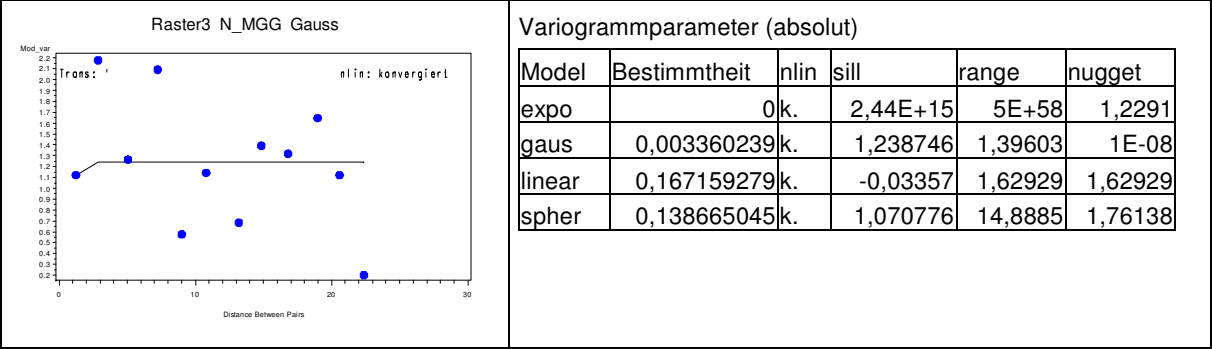 Raster3 N_MGG Gauss
Mod_var
2.2
2.1
2.0
1.9
1.8
1.7
1.6
1.5
1.4
1.3
1.2
1.1
1.0
0.9
0.8
0.7
0.6
0.5
0.4
0.3
0.2
Trans: '
nlin: konvergiert
0 10 20 30
Distance Between Pairs
Variogrammparameter (absolut)
Model Bestimmtheit nlin sill range nugget
expo 0 k. 2,44E+15 5E+58 1,2291
gaus 0,003360239 k. 1,238746 1,39603 1E-08
linear 0,167159279 k. -0,03357 1,62929 1,62929
spher 0,138665045 k. 1,070776 14,8885 1,76138